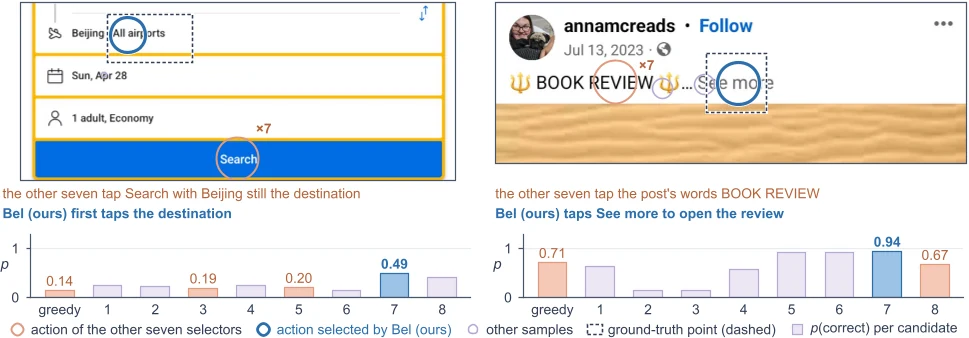 Beijing All airports
Sun, Apr 28
1 adult, Economy
×7
Search
annamcreads • Follow
Jul 13, 2023 ·
×7
🔱 BOOK REVIEW 🔱... See more
the other seven tap Search with Beijing still the destination
Bel (ours) first taps the destination
the other seven tap the post's words BOOK REVIEW
Bel (ours) taps See more to open the review
1
p
0
0.14
0.19
0.20
0.49
greedy 1 2 3 4 5 6 7 8
1
p
0
0.71
0.94
0.67
greedy 1 2 3 4 5 6 7 8
action of the other seven selectors action selected by Bel (ours) other samples ground-truth point (dashed) p(correct) per candidate